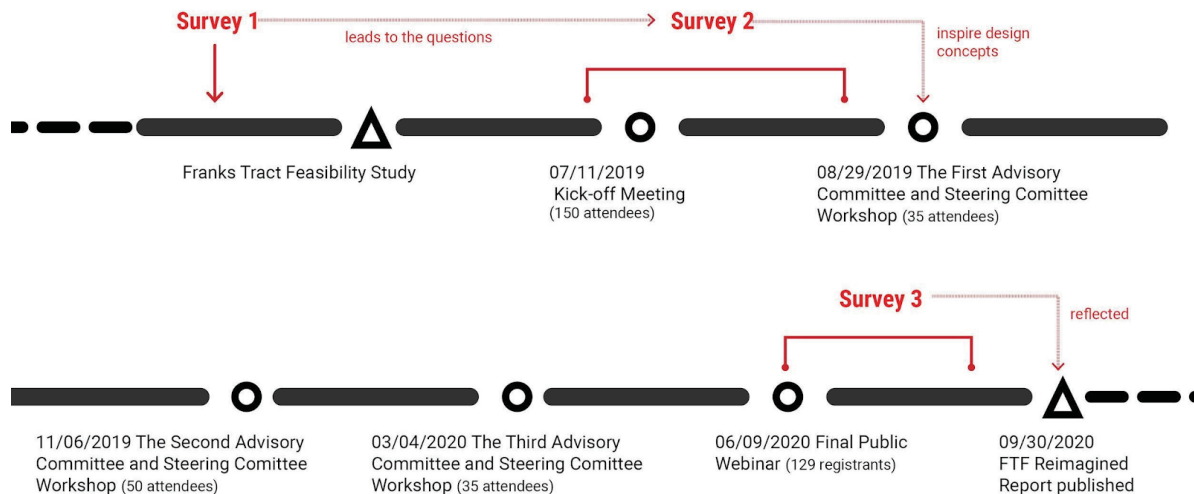 Survey 1
leads to the questions
Survey 2
inspire design
concepts
Franks Tract Feasibility Study
07/11/2019
Kick-off Meeting
(150 attendees)
08/29/2019 The First Advisory
Committee and Steering Comittee
Workshop (35 attendees)
Survey 3
reflected
11/06/2019 The Second Advisory
Committee and Steering Comittee
Workshop (50 attendees)
03/04/2020 The Third Advisory
Committee and Steering Comittee
Workshop (35 attendees)
06/09/2020 Final Public
Webinar (129 registrants)
09/30/2020
FTF Reimagined
Report published